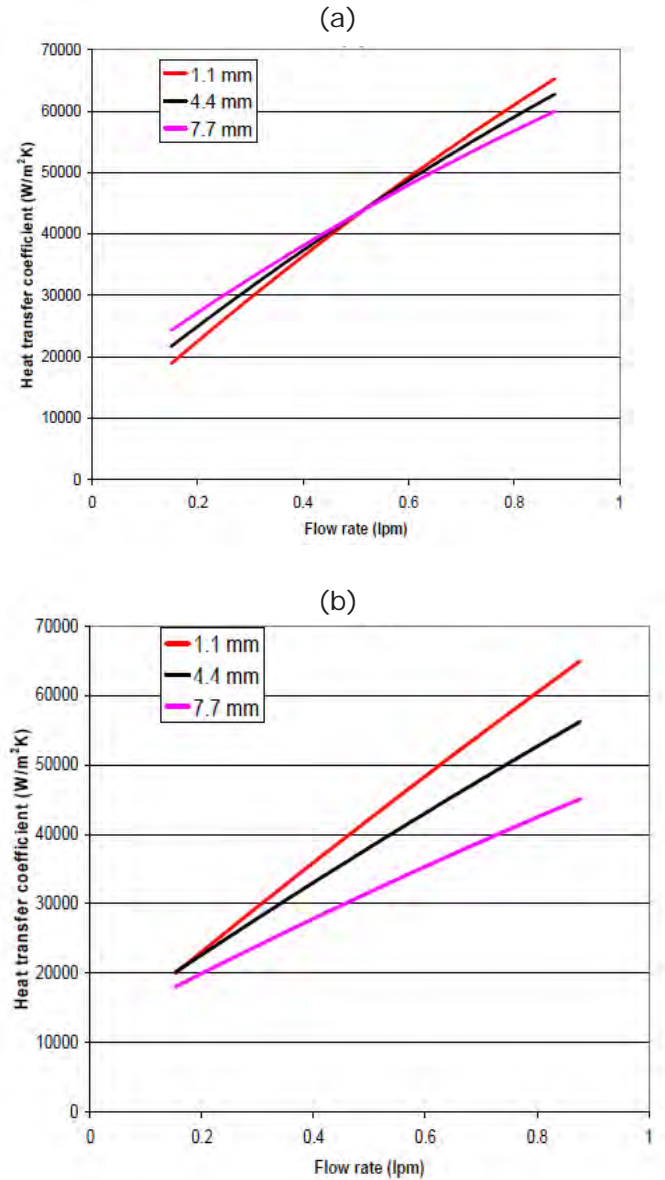 (a)
70000
60000
50000
40000
30000
20000
10000
0
Heat transfer coefficient (W/m²K)
1.1 mm
4.4 mm
7.7 mm
0 0.2 0.4 0.6 0.8 1
Flow rate (lpm)
(b)
70000
60000
50000
40000
30000
20000
10000
0
Heat transfer coefficient (W/m²K)
1.1 mm
4.4 mm
7.7 mm
0 0.2 0.4 0.6 0.8 1
Flow rate (lpm)